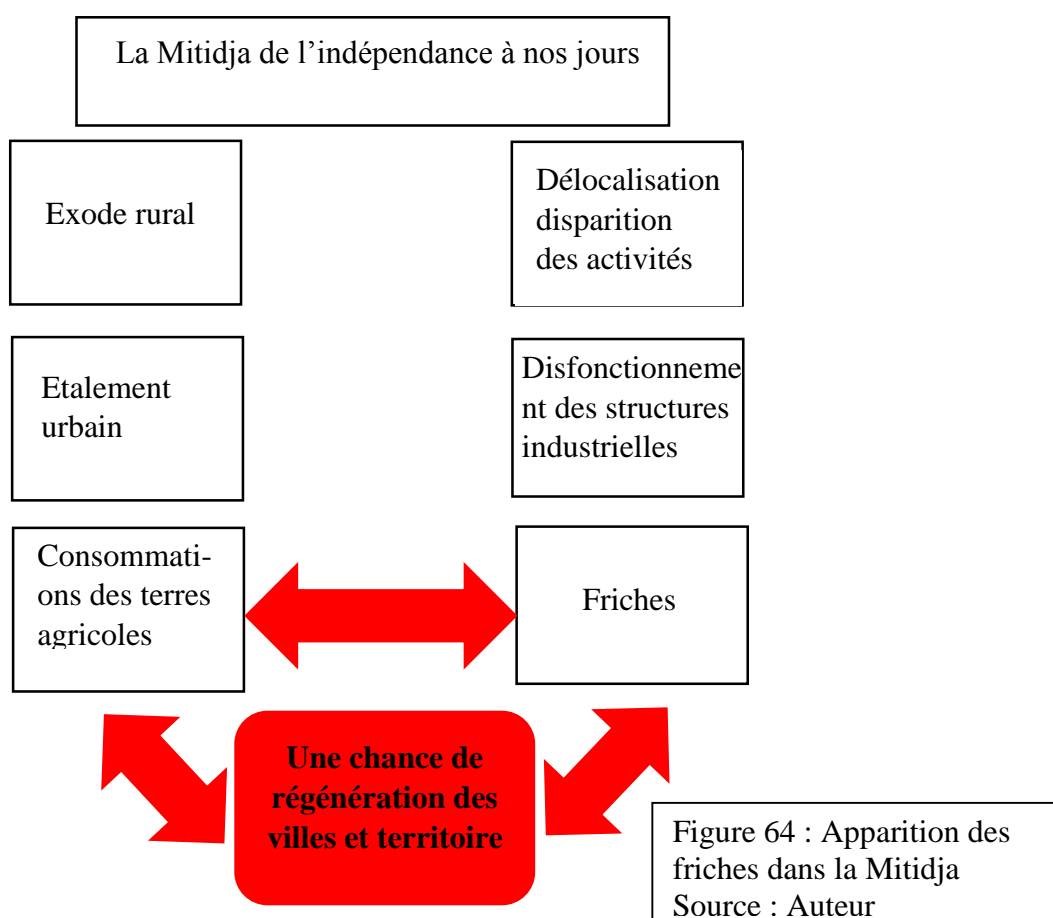 La Mitidja de l’indépendance à nos jours
Exode rural
Délocalisation
disparition
des activités
Etalement
urbain
Disfonctionneme
nt des structures
industrielles
Consommati-
ons des terres
agricoles
Friches
Une chance de
régénération des
villes et territoire
Figure 64 : Apparition des
friches dans la Mitidja
Source : Auteur